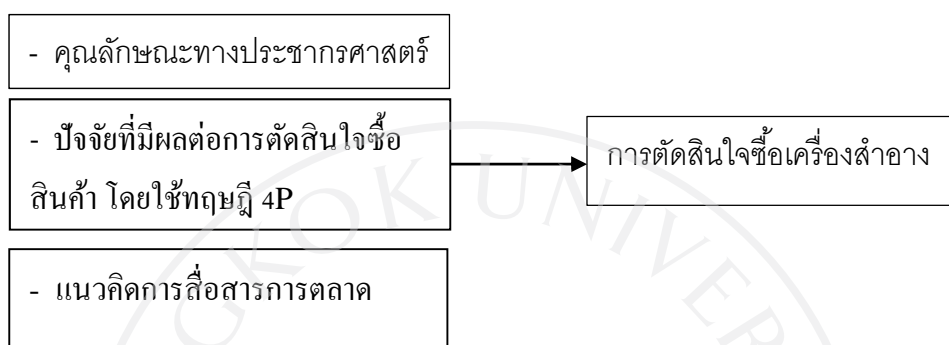 - คุณลักษณะทางประชากรศาสตร์
- ปัจจัยที่มีผลต่อการตัดสินใจซื้อ
สินค้า โดยใช้ทฤษฎี 4P
การตัดสินใจซื้อเครื่องสำอาง
- แนวคิดการสื่อสารการตลาด
GKOK UNIVER